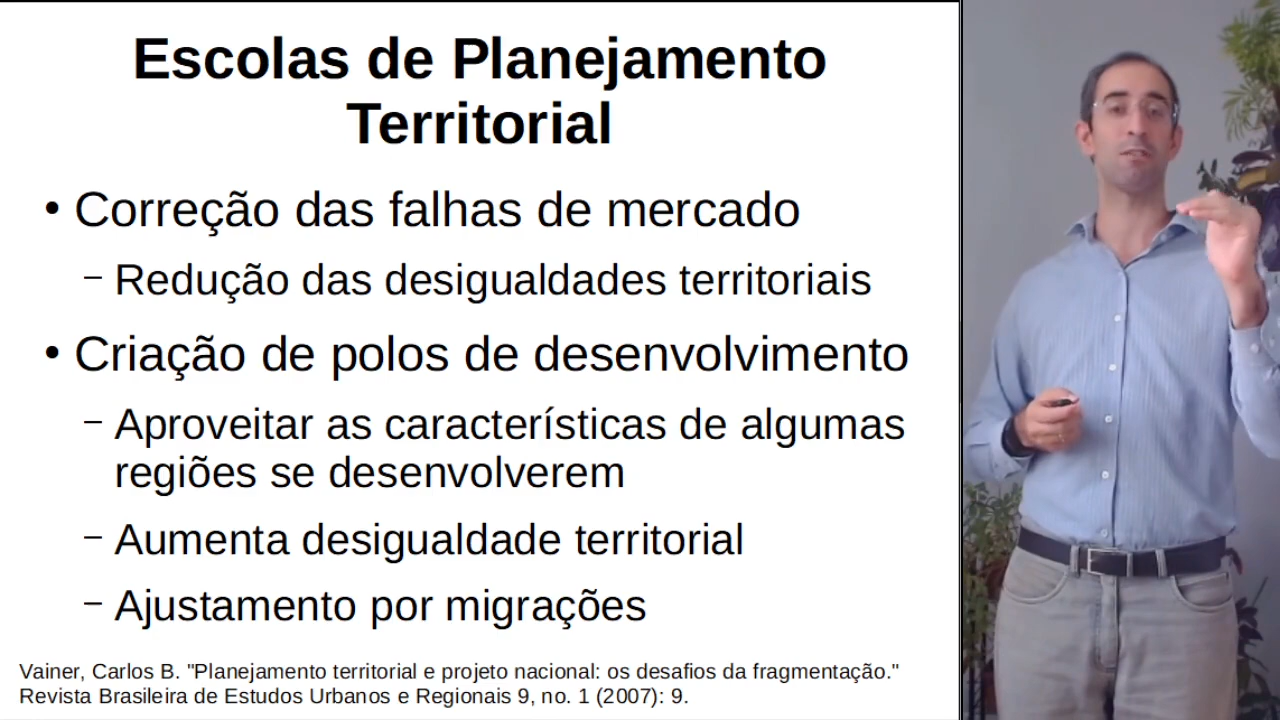 Escolas de Planejamento
Territorial
• Correção das falhas de mercado
– Redução das desigualdades territoriais
• Criação de polos de desenvolvimento
– Aproveitar as características de algumas
regiões se desenvolverem
– Aumenta desigualdade territorial
– Ajustamento por migrações
Vainer, Carlos B. "Planejamento territorial e projeto nacional: os desafios da fragmentação."
Revista Brasileira de Estudos Urbanos e Regionais 9, no. 1 (2007): 9.